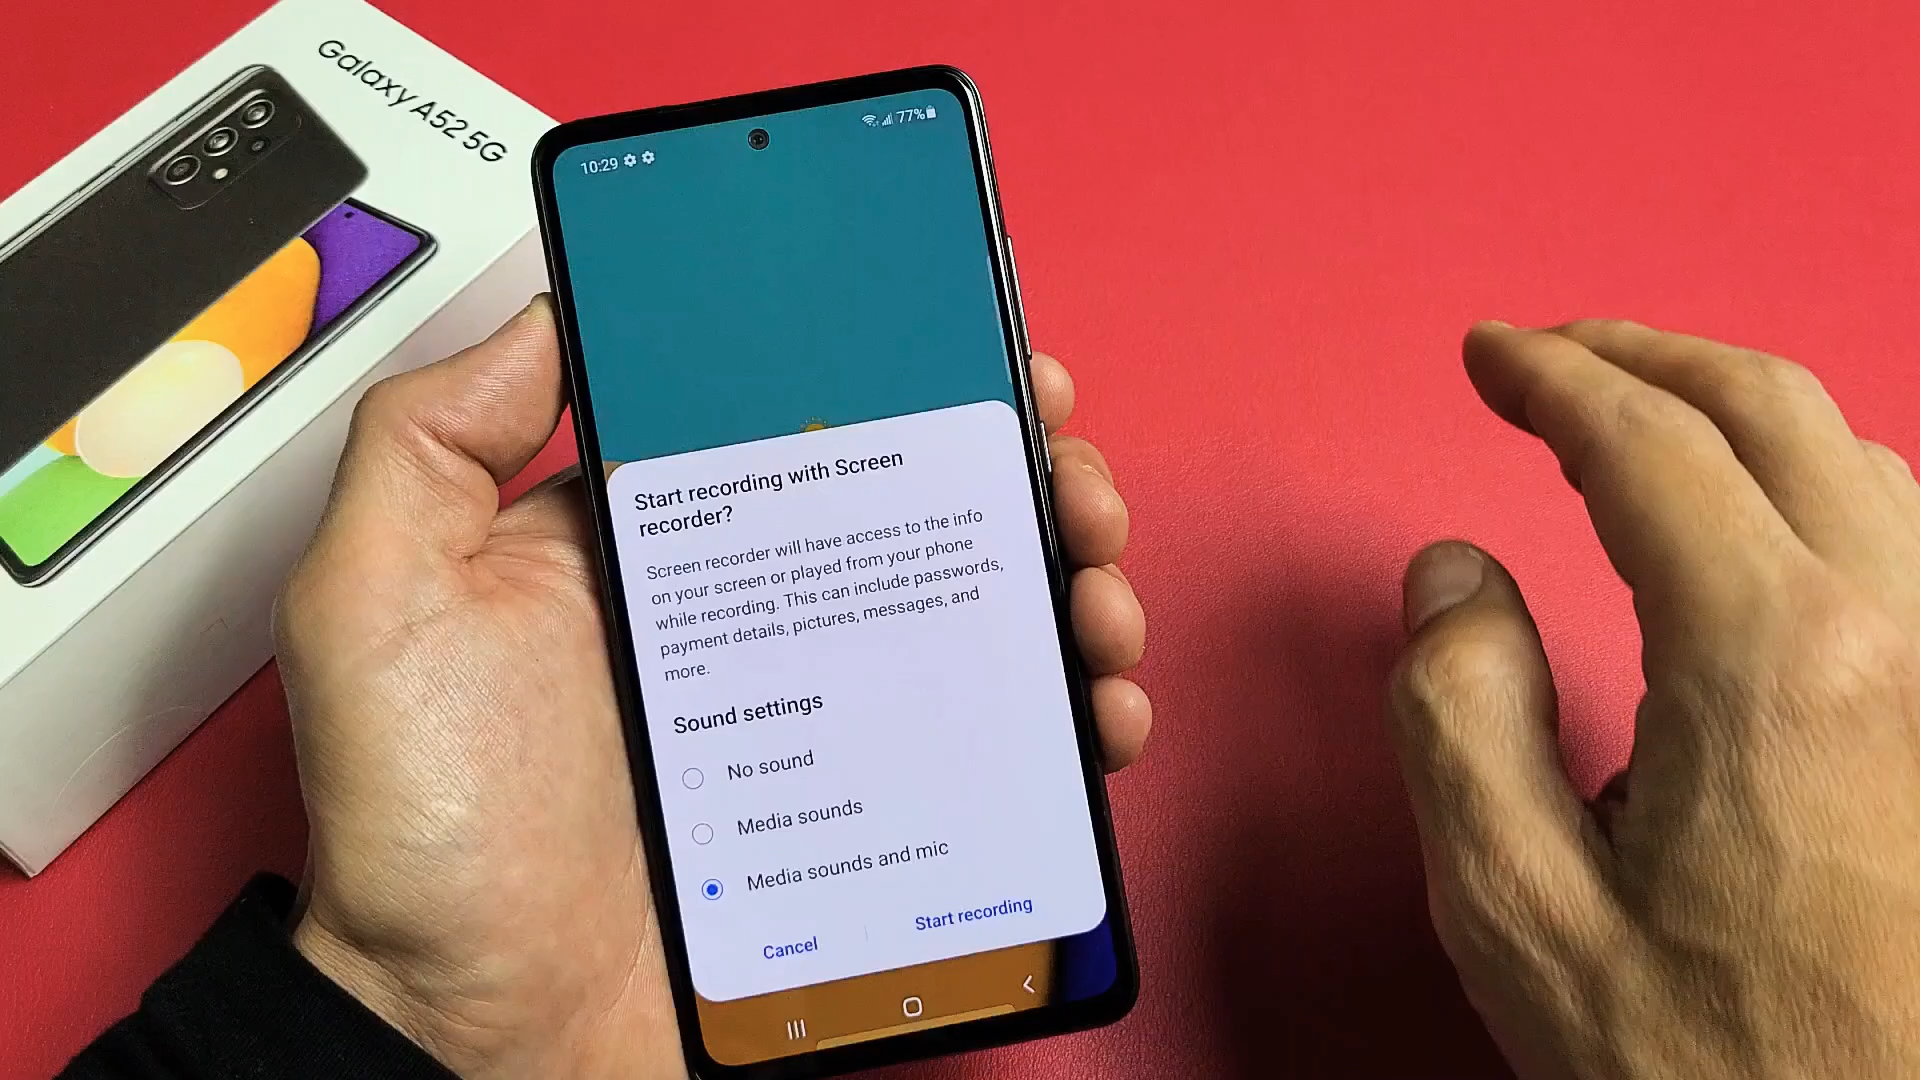 Galaxy A52 5G
10:29
77%
Start recording with Screen
recorder?
Screen recorder will have access to the info
on your screen or played from your phone
while recording. This can include passwords,
payment details, pictures, messages, and
more.
Sound settings
No sound
Media sounds
Media sounds and mic
Cancel
Start recording